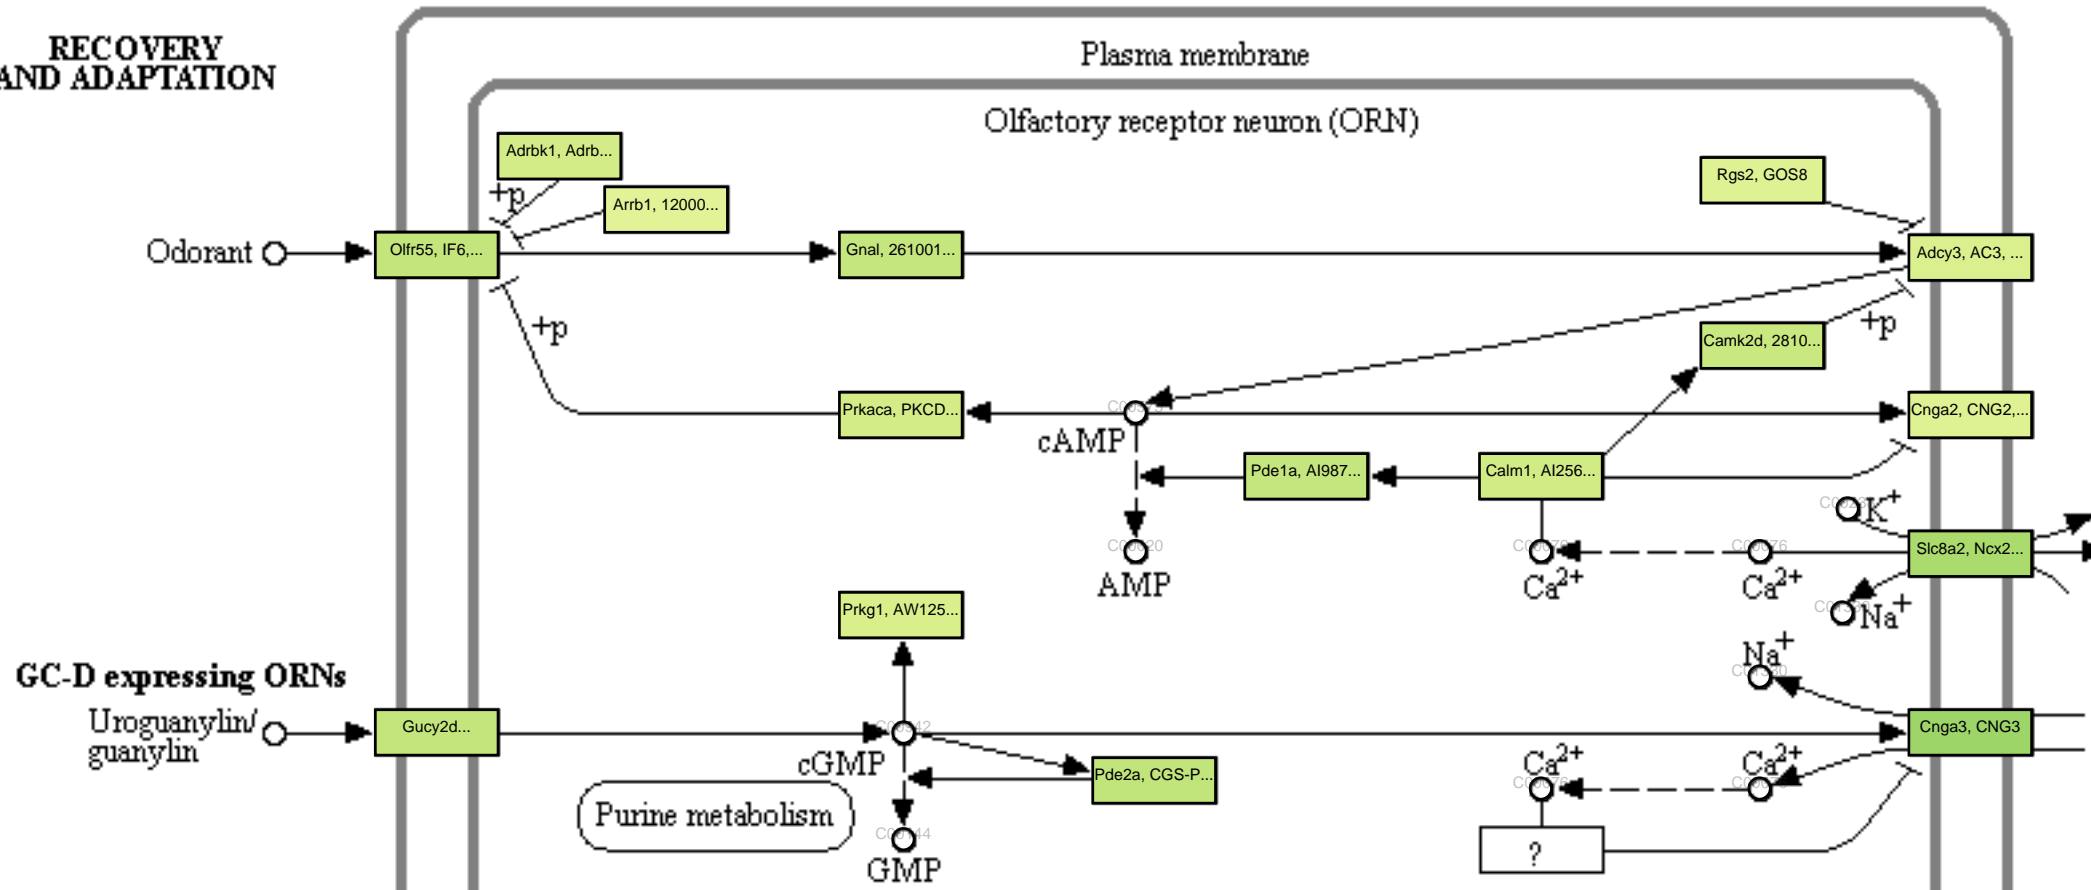 RECOVERY
AND ADAPTATION
Plasma membrane
Olfactory receptor neuron (ORN)
Adrbk1, Adrb...
+p
Arrb1, 12000...
Rgs2, GOS8
Odorant
Olfr55, IF6,...
Gnal, 261001...
Adcy3, AC3, ...
+p
+p
Camk2d, 2810...
Prkaca, PKCD...
cAMP
Cnga2, CNG2,...
Pde1a, AI987...
Calm1, AI256...
K+
C00020
AMP
Ca2+
C00076
Ca2+
Slc8a2, Ncx2...
Na+
Prkg1, AW125...
Na+
GC-D expressing ORNs
Uroguanylin/
guanylin
Gucy2d...
cGMP
Pde2a, CGS-P...
Cnga3, CNG3
Ca2+
Ca2+
Purine metabolism
C00144
GMP
?